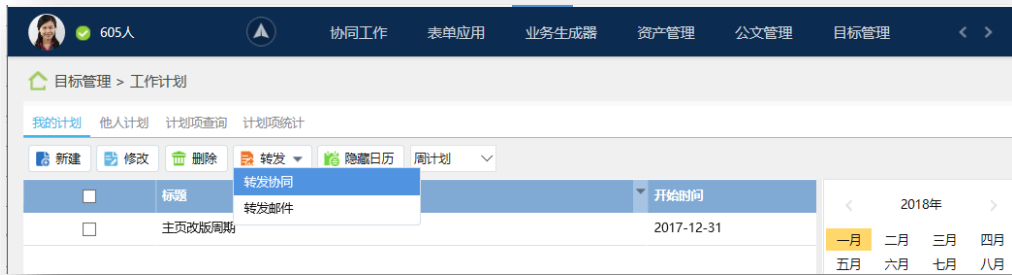 605人 协同工作 表单应用 业务生成器 资产管理 公文管理 目标管理 < >
目标管理 > 工作计划
我的计划 他人计划 计划项查询 计划项统计
新建 修改 删除 转发 隐藏日历 周计划
转发协同
转发邮件
标题 开始时间
主页改版周期 2017-12-31
< 2018年 >
一月 二月 三月 四月
五月 六月 七月 八月